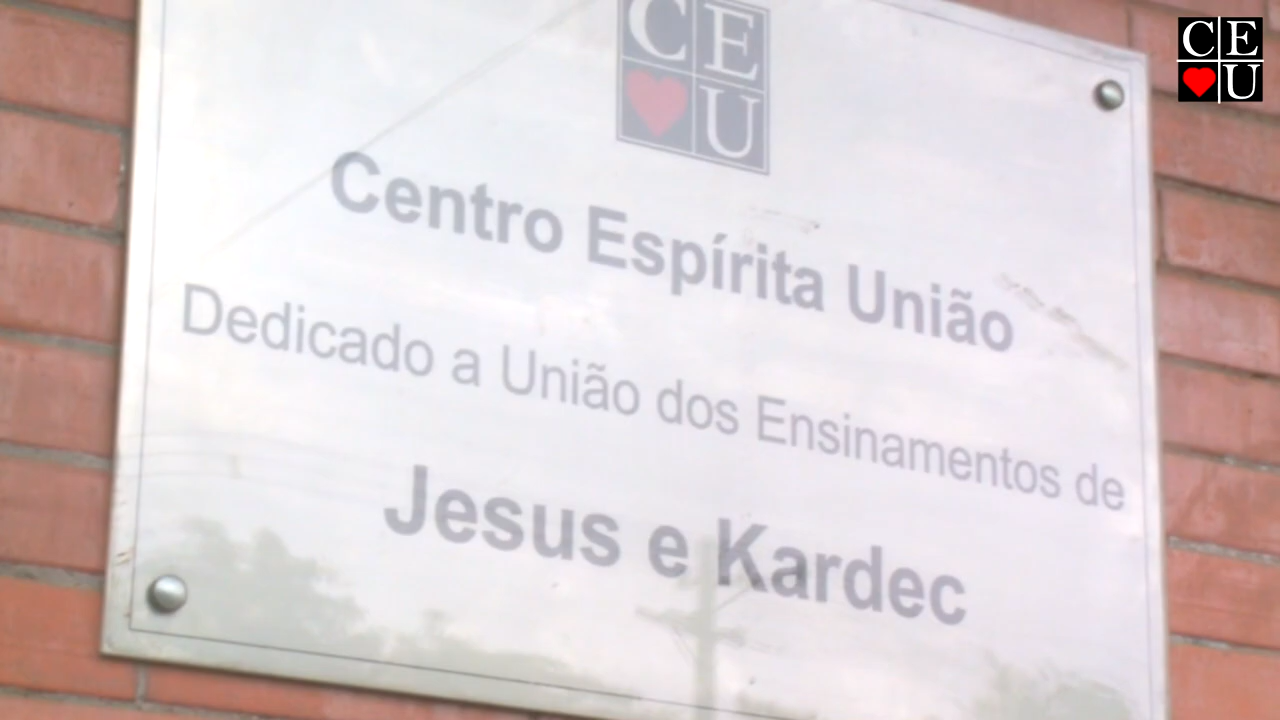 CE
U
CE
U
Centro Espírita União
Dedicado a União dos Ensinamentos de
Jesus e Kardec